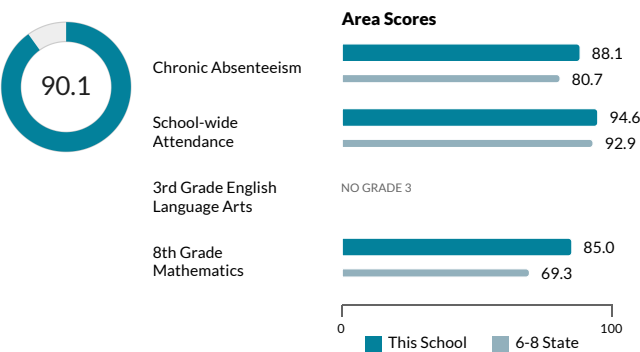 Area Scores
90.1
Chronic Absenteeism
88.1
80.7
School-wide
Attendance
94.6
92.9
3rd Grade English
Language Arts
NO GRADE 3
8th Grade
Mathematics
85.0
69.3
0
100
This School
6-8 State